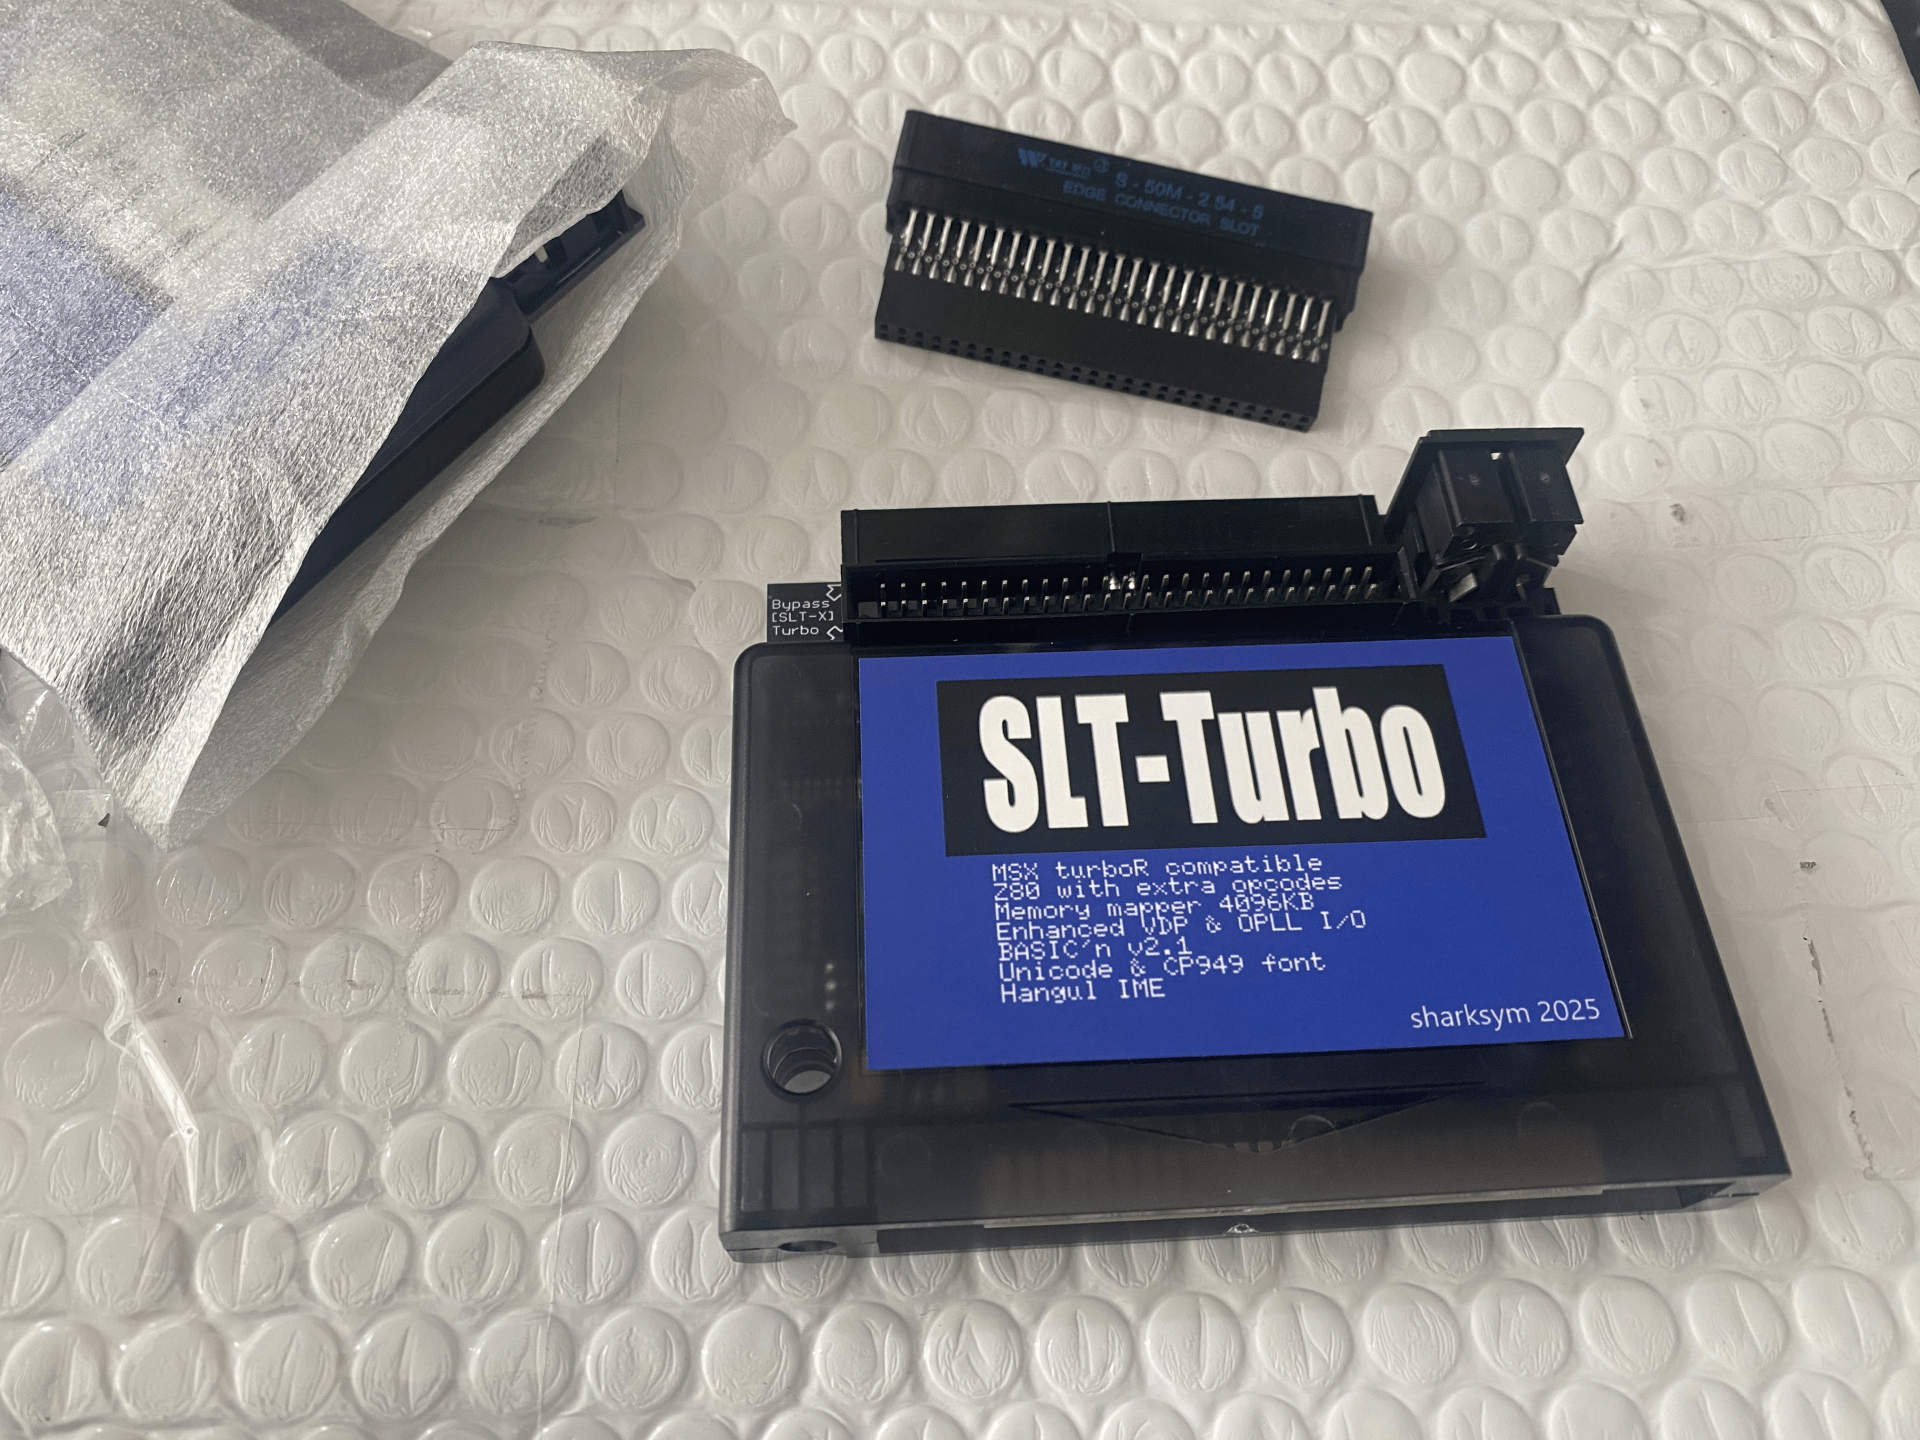 S-50M-2.54-5
EDGE CONNECTOR SLOT
Bypass
[SLT-X]
Turbo
SLT-Turbo
MSX turboR compatible
Z80 with extra opcodes
Memory mapper 4096KB
Enhanced VDP & OPLL I/O
BASIC'n v2.1
Unicode & CP949 font
Hangul IME
sharksym 2025